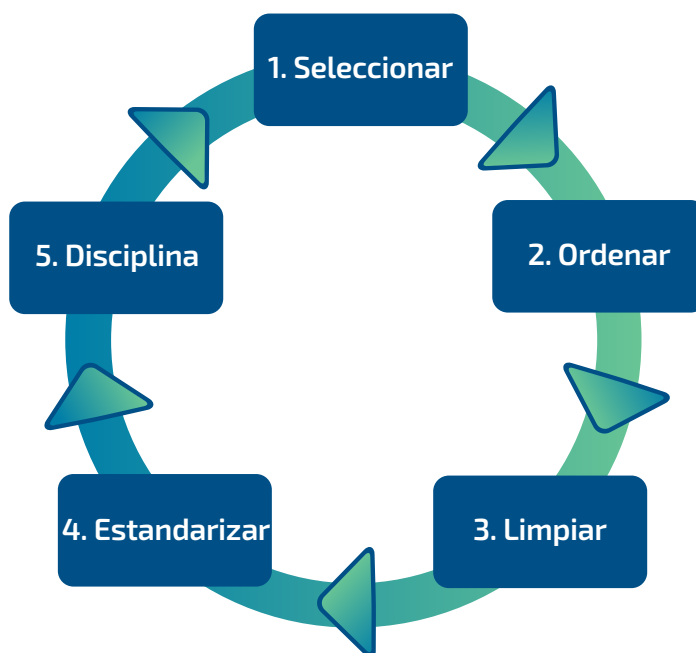 1. Seleccionar
2. Ordenar
3. Limpiar
4. Estandarizar
5. Disciplina